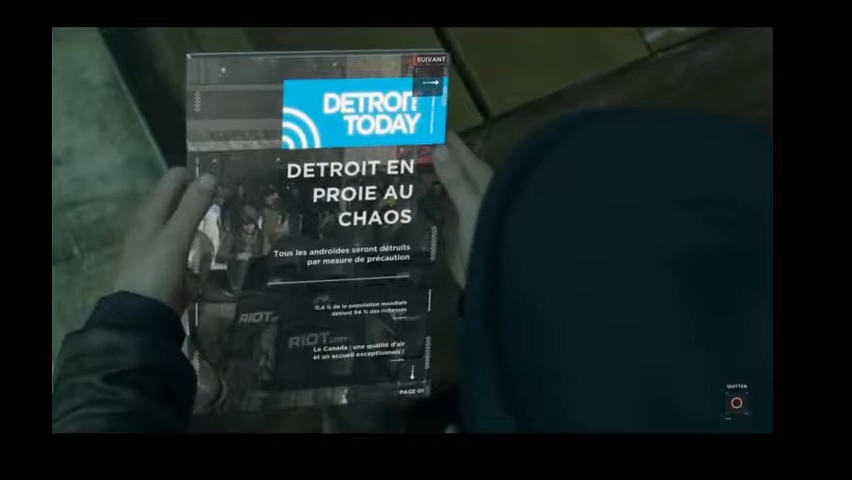 SUIVANT
DETROIT
TODAY
DETROIT EN
PROIE AU
CHAOS
Tous les androïdes seront détruits
par mesure de précaution
0,4 % de la population mondiale
détient 94 % des richesses
RIOT
RIOT
Le Canada : une qualité d'air
et un accueil exceptionnels !
PAGE 01
QUITTER